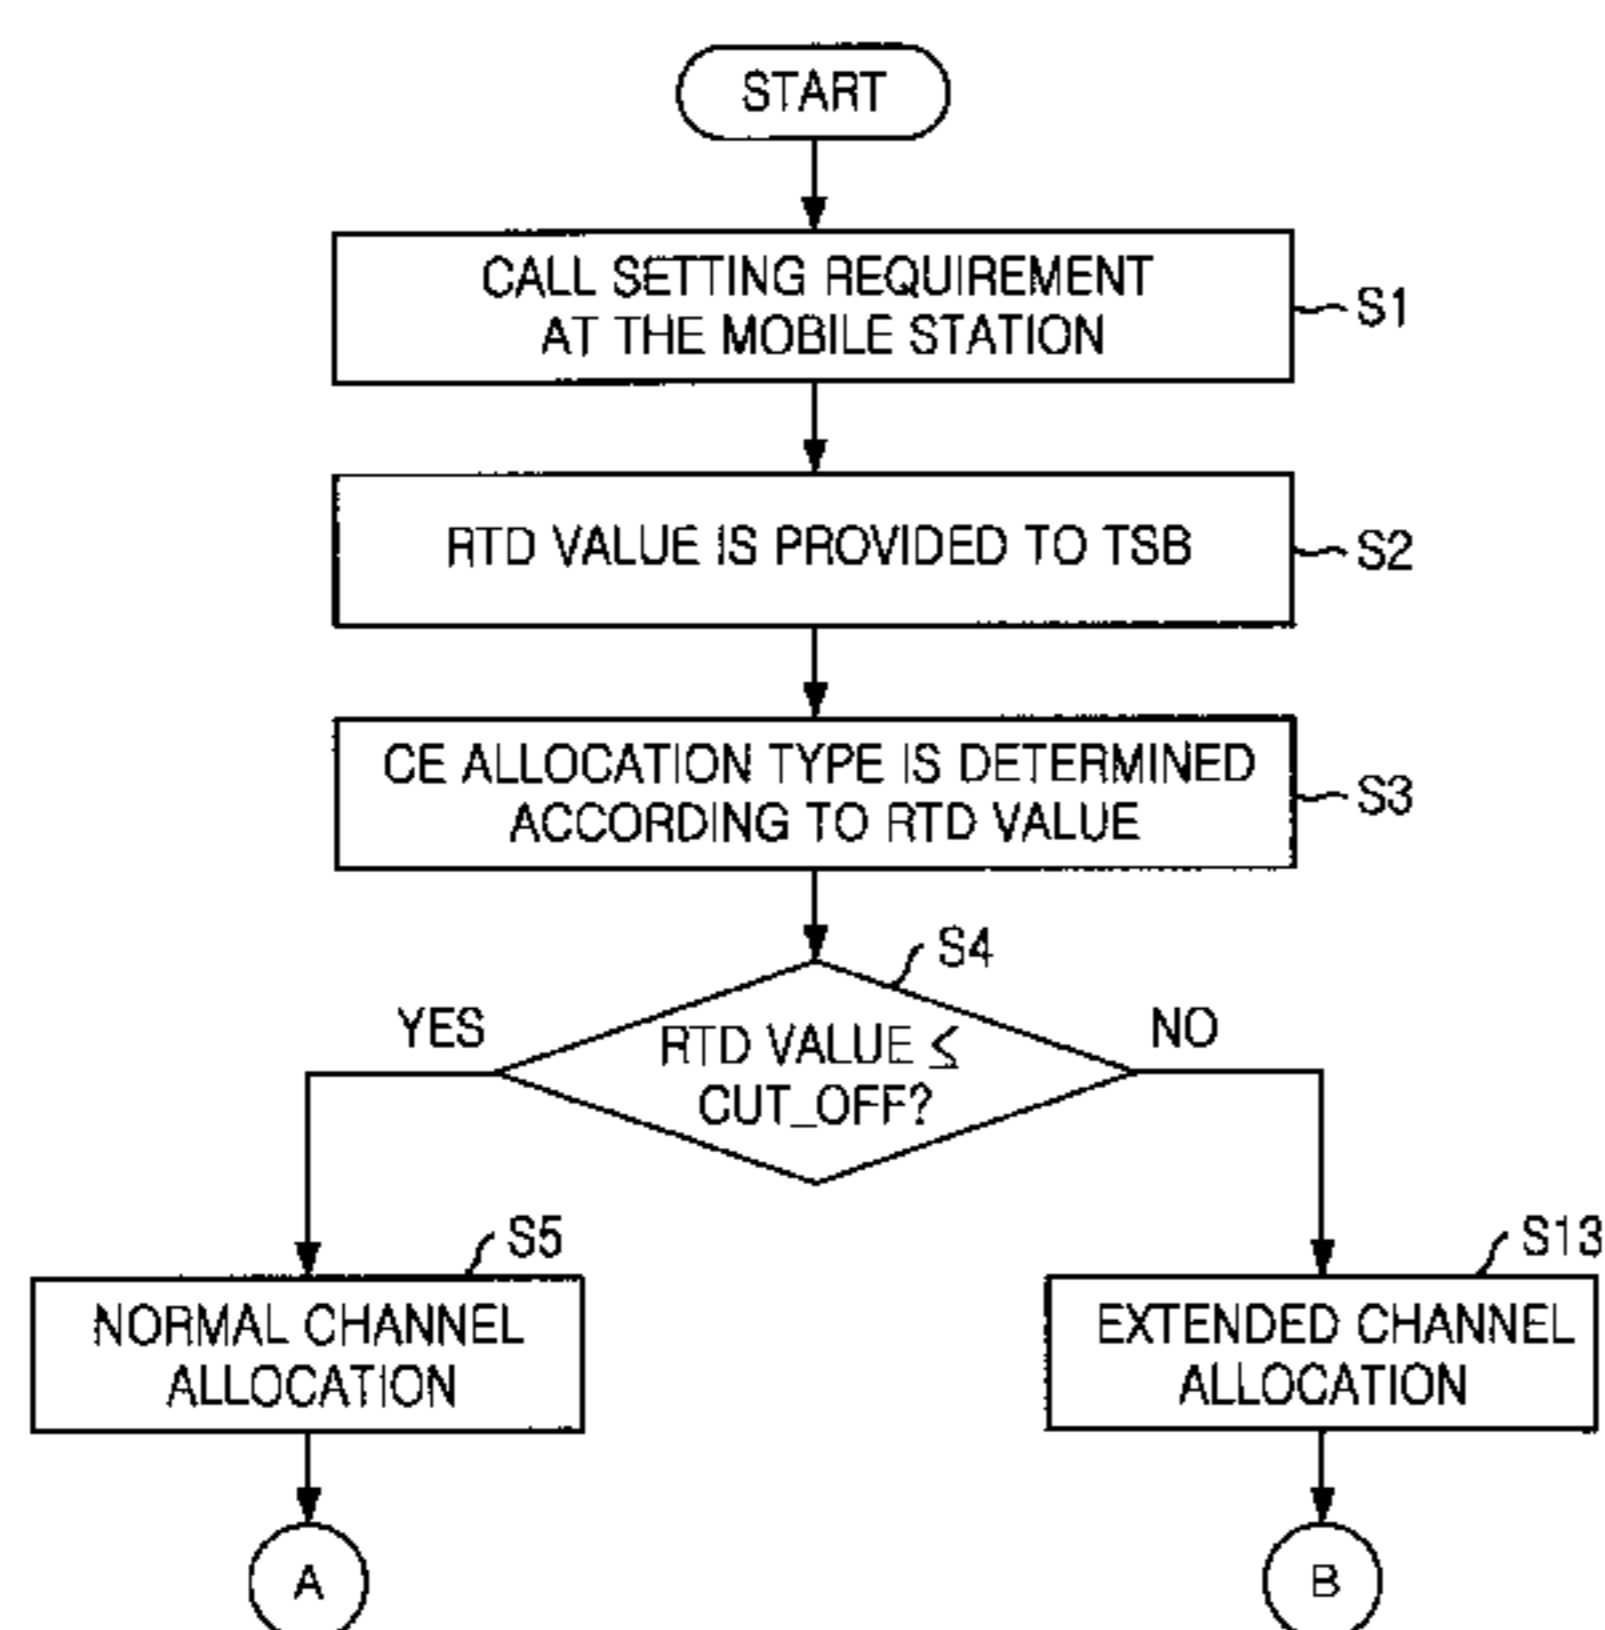 START
CALL SETTING REQUIREMENT
AT THE MOBILE STATION
S1
RTD VALUE IS PROVIDED TO TSB
S2
CE ALLOCATION TYPE IS DETERMINED
ACCORDING TO RTD VALUE
S3
S4
YES
RTD VALUE ≤
CUT_OFF?
NO
S5
NORMAL CHANNEL
ALLOCATION
S13
EXTENDED CHANNEL
ALLOCATION
A
B